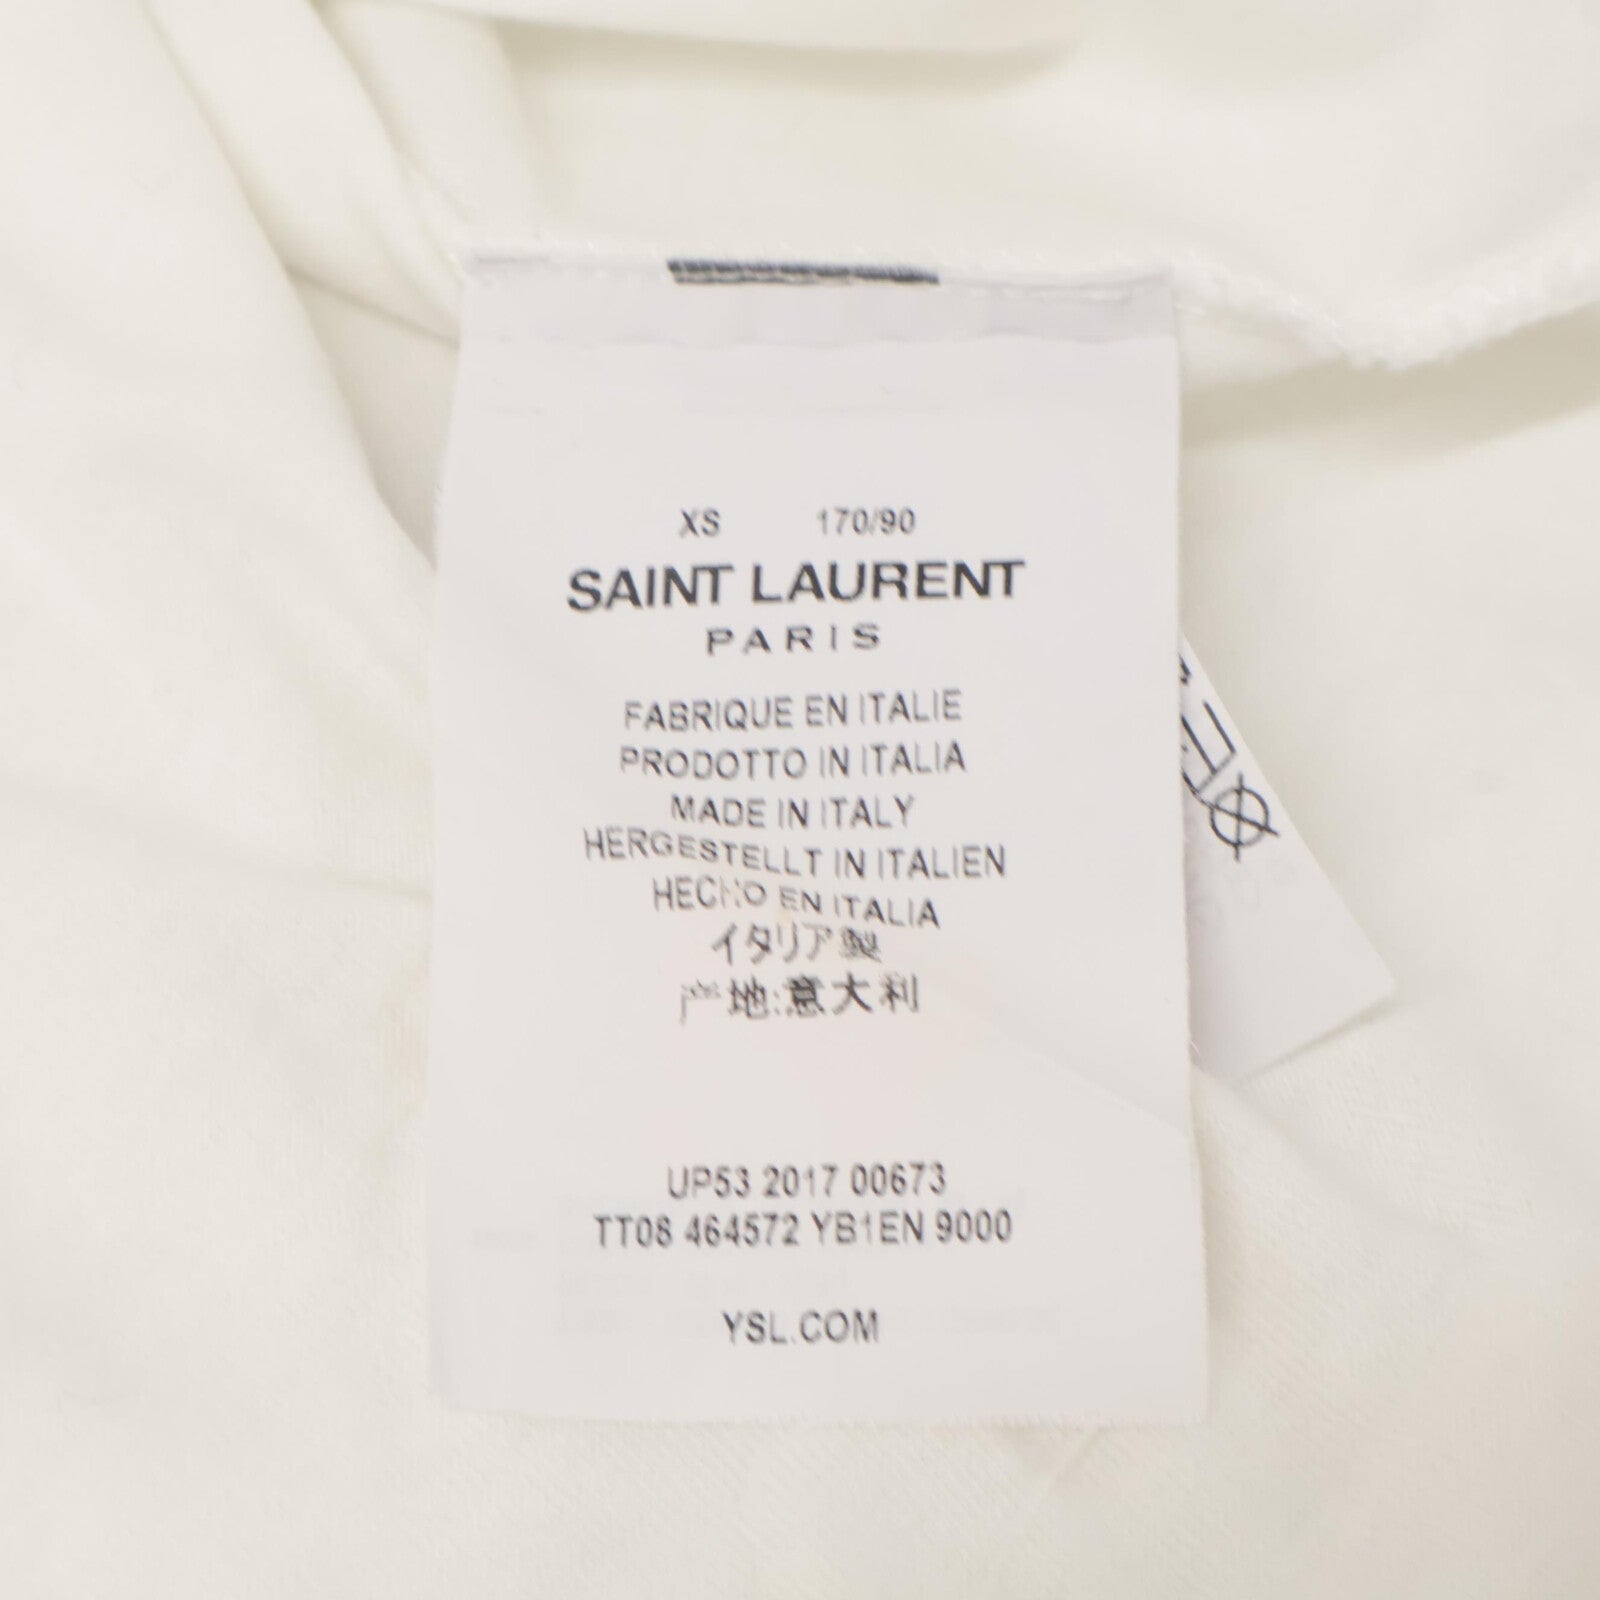 XS 170/90
SAINT LAURENT
PARIS
FABRIQUE EN ITALIE
PRODOTTO IN ITALIA
MADE IN ITALY
HERGESTELLT IN ITALIEN
HECHO EN ITALIA
イタリア製
产地:意大利
UP53 2017 00673
TT08 464572 YB1EN 9000
YSL.COM